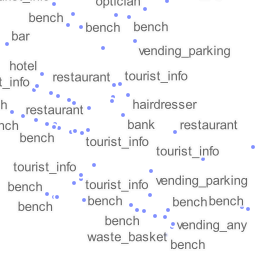 optician
bench
bench
bench
bar
vending_parking
hotel
restaurant
tourist_info
t_info
restaurant
hairdresser
bank
restaurant
bench
tourist_info
tourist_info
tourist_info
vending_parking
bench
tourist_info
bench
bench
bench
bench
bench
vending_any
waste_basket
bench